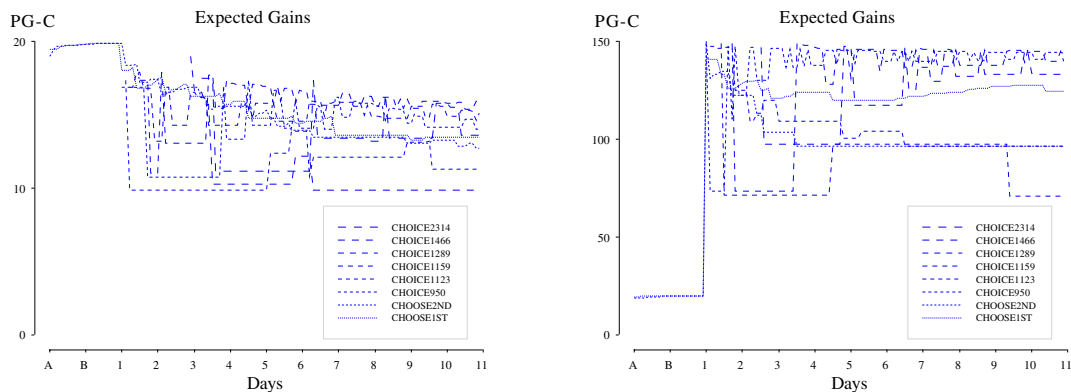 Expected Gains
PG-C
20
10
0
CHOICE2314
CHOICE1466
CHOICE1289
CHOICE1159
CHOICE1123
CHOICE950
CHOOSE2ND
CHOOSE1ST
A B 1 2 3 4 5 6 7 8 9 10 11
Days
Expected Gains
PG-C
150
100
50
0
CHOICE2314
CHOICE1466
CHOICE1289
CHOICE1159
CHOICE1123
CHOICE950
CHOOSE2ND
CHOOSE1ST
A B 1 2 3 4 5 6 7 8 9 10 11
Days